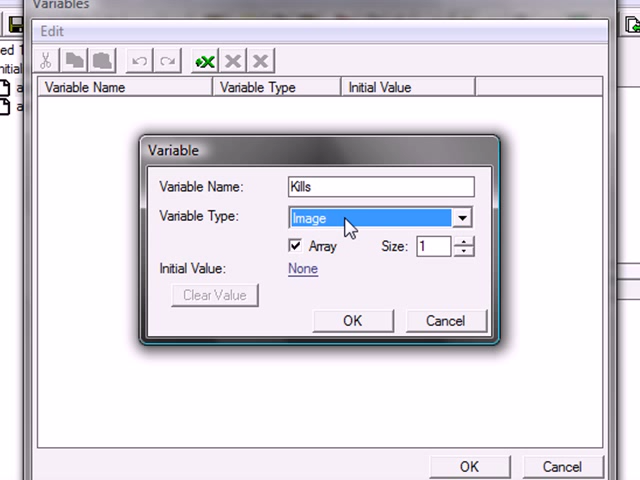 Variables
Edit
Variable Name Variable Type Initial Value
Variable
Variable Name: Kills
Variable Type: Image
Array Size: 1
Initial Value: None
Clear Value
OK Cancel
OK Cancel